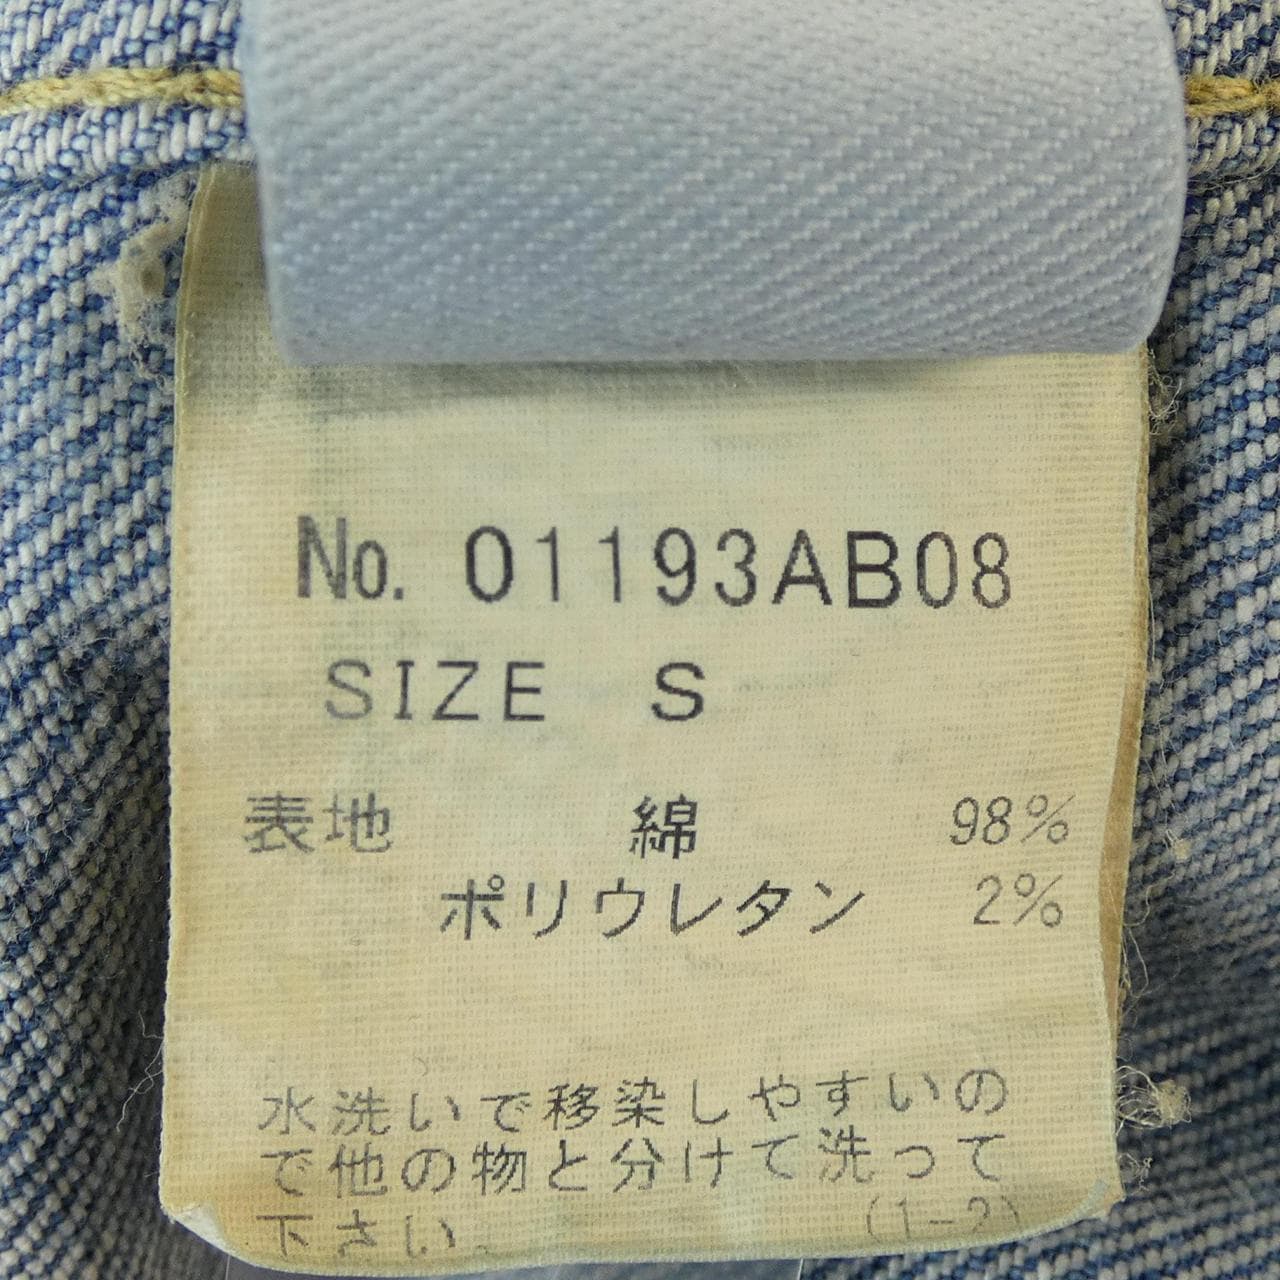 No. 01193AB08
SIZE S
表地 綿 98%
ポリウレタン 2%
水洗いで移染しやすいの
で他の物と分けて洗って
下さい。
(1-2)